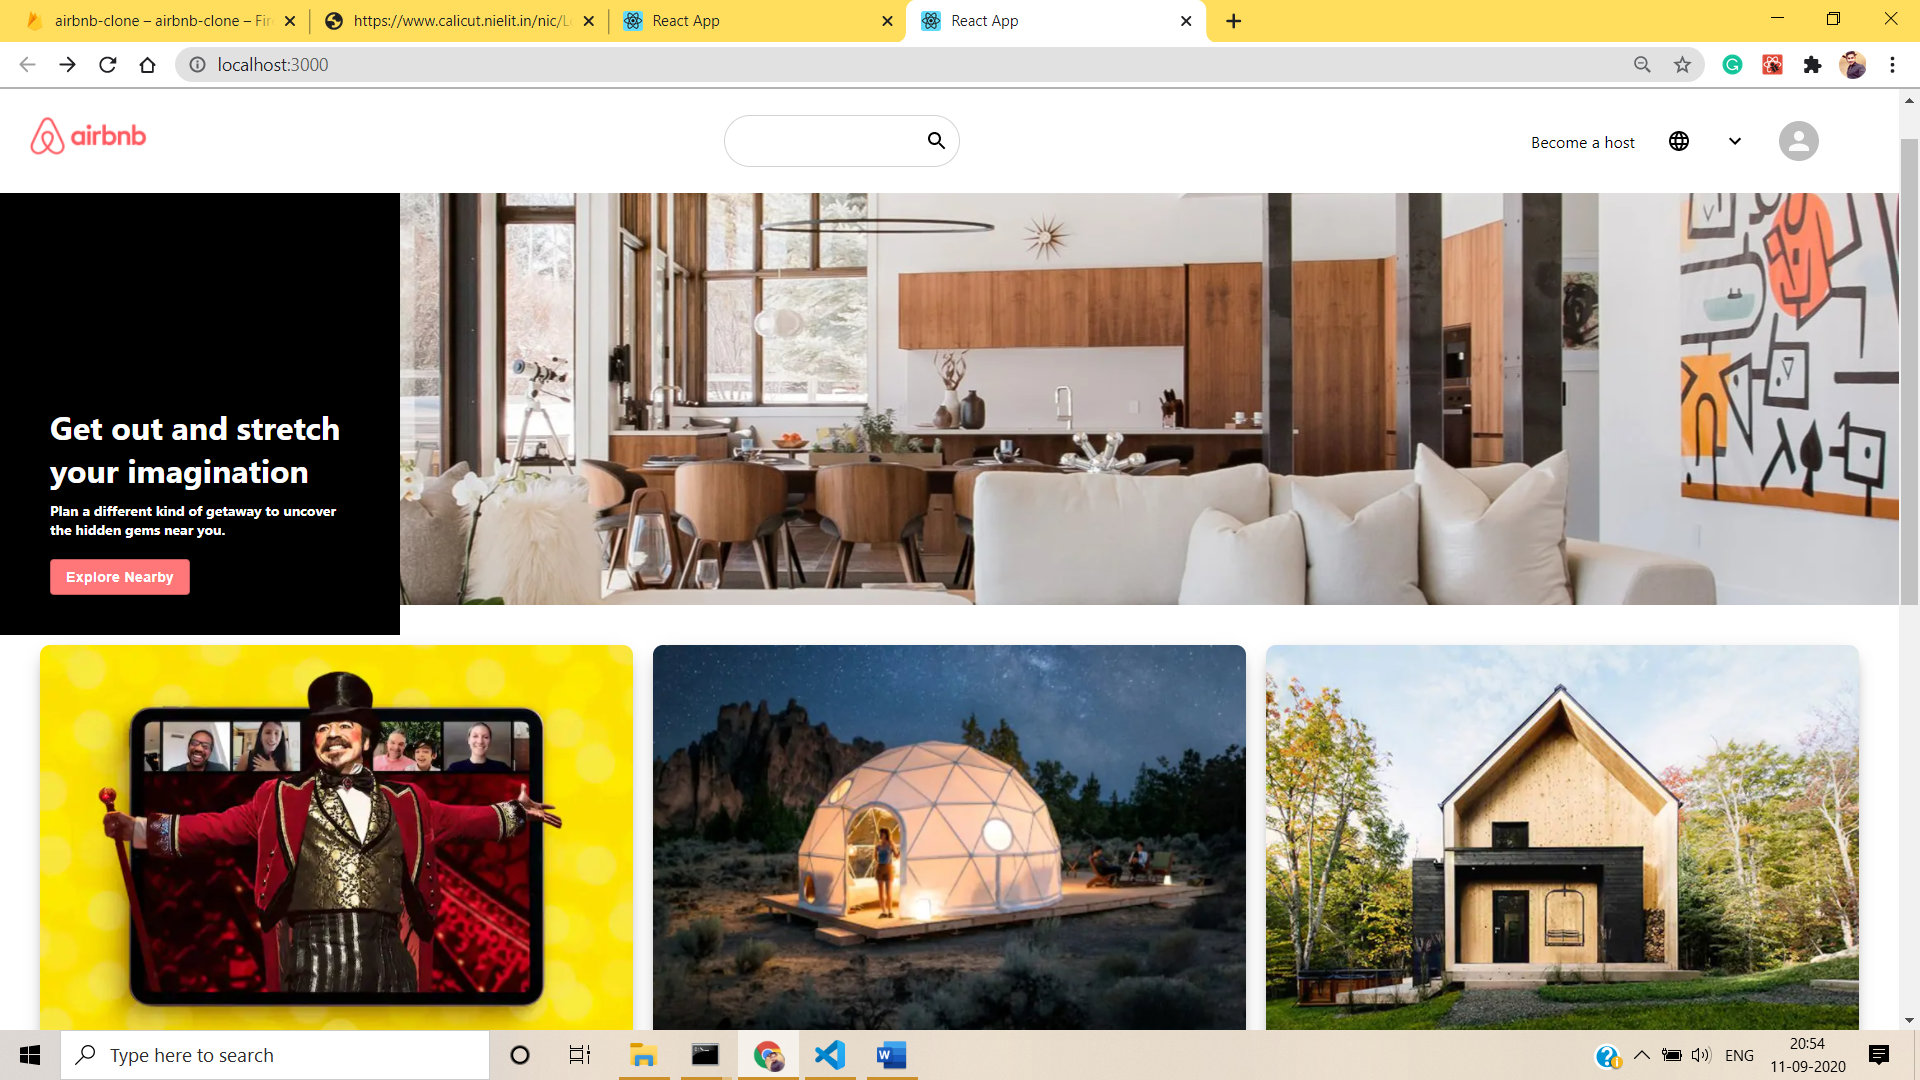 airbnb-clone – airbnb-clone – Fir
https://www.calicut.nielit.in/nic/Le
React App
React App
localhost:3000
airbnb
Become a host
Get out and stretch
your imagination
Plan a different kind of getaway to uncover
the hidden gems near you.
Explore Nearby
Type here to search
ENG
20:54
11-09-2020